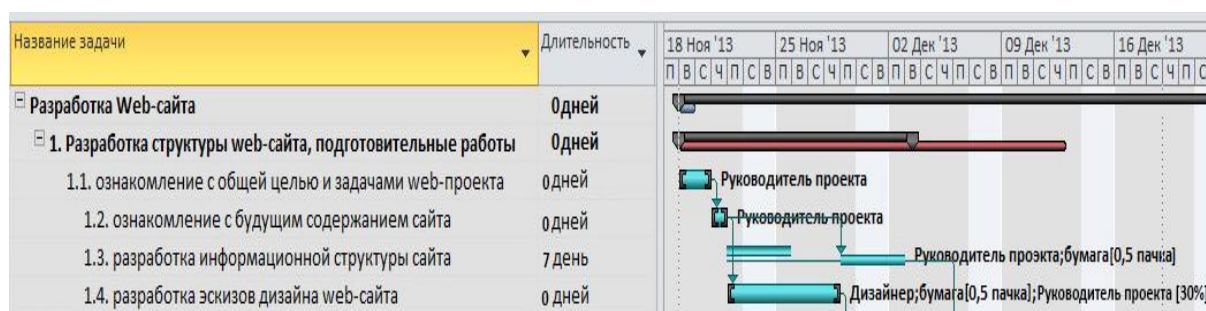 Название задачи Длительность 18 Ноя '13 25 Ноя '13 02 Дек '13 09 Дек '13 16 Дек '13
П В С Ч П С В П В С Ч П С В П В С Ч П С В П В С Ч П С В П В С Ч П С
Разработка Web-сайта 0дней
1. Разработка структуры web-сайта, подготовительные работы 0дней
1.1. ознакомление с общей целью и задачами web-проекта 0дней Руководитель проекта
1.2. ознакомление с будущим содержанием сайта 0дней Руководитель проекта
1.3. разработка информационной структуры сайта 7 день Руководитель проэкта;бумага[0,5 пачка]
1.4. разработка эскизов дизайна web-сайта 0 дней Дизайнер;бумага[0,5 пачка];Руководитель проекта [30%]